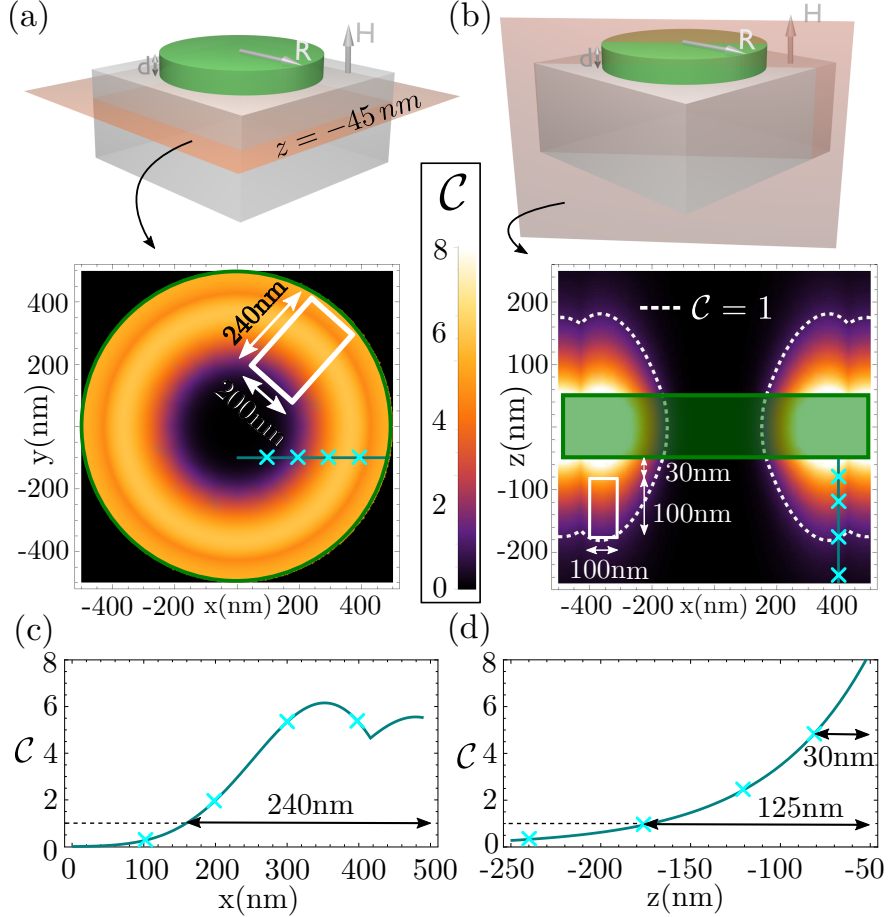 (a)
H
R
d
z = −45 nm
(b)
H
R
d
C
8
6
4
2
0
y(nm)
400
200
0
-200
-400
240nm
200nm
-400
-200
x(nm)
200
400
z(nm)
200
100
0
-100
-200
C = 1
30nm
100nm
100nm
-400
-200
x(nm)
200
400
(c)
C
8
6
4
2
0
240nm
0
100
200
300
400
500
x(nm)
(d)
C
8
6
4
2
0
30nm
125nm
-250
-200
-150
-100
-50
z(nm)